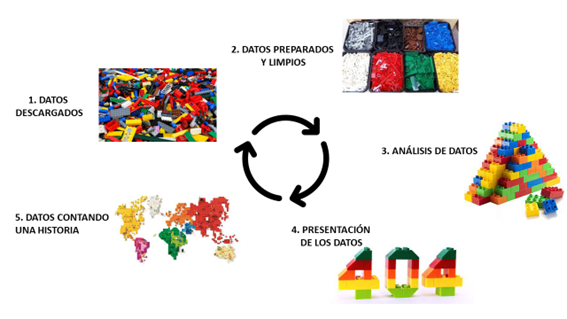 1. DATOS
DESCARGADOS
2. DATOS PREPARADOS
Y LIMPIOS
3. ANÁLISIS DE DATOS
4. PRESENTACIÓN
DE LOS DATOS
404
5. DATOS CONTANDO
UNA HISTORIA